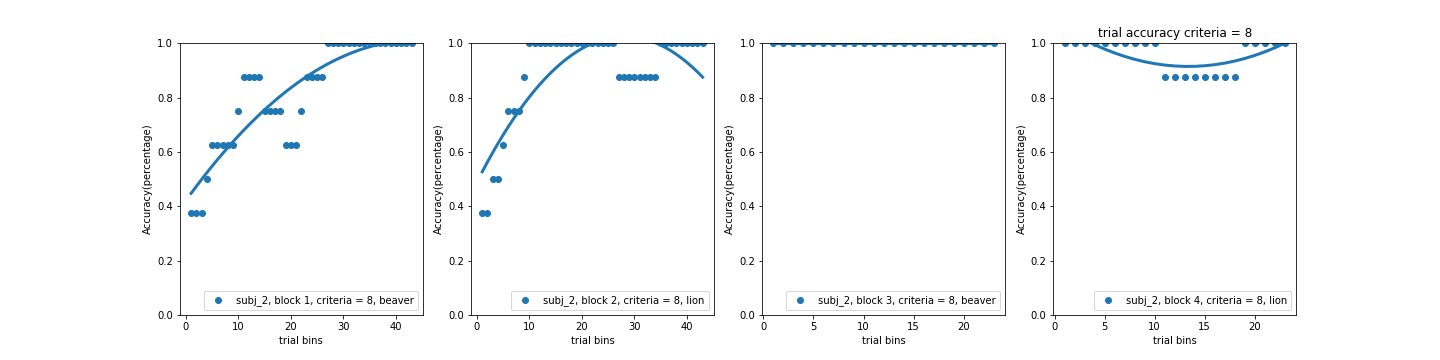 trial accuracy criteria = 8
1.0
0.8
0.6
0.4
0.2
0.0
Accuracy(percentage)
subj_2, block 1, criteria = 8, beaver
0 10 20 30 40
trial bins
1.0
0.8
0.6
0.4
0.2
0.0
Accuracy(percentage)
subj_2, block 2, criteria = 8, lion
0 10 20 30 40
trial bins
1.0
0.8
0.6
0.4
0.2
0.0
Accuracy(percentage)
subj_2, block 3, criteria = 8, beaver
0 5 10 15 20
trial bins
1.0
0.8
0.6
0.4
0.2
0.0
Accuracy(percentage)
subj_2, block 4, criteria = 8, lion
0 5 10 15 20
trial bins